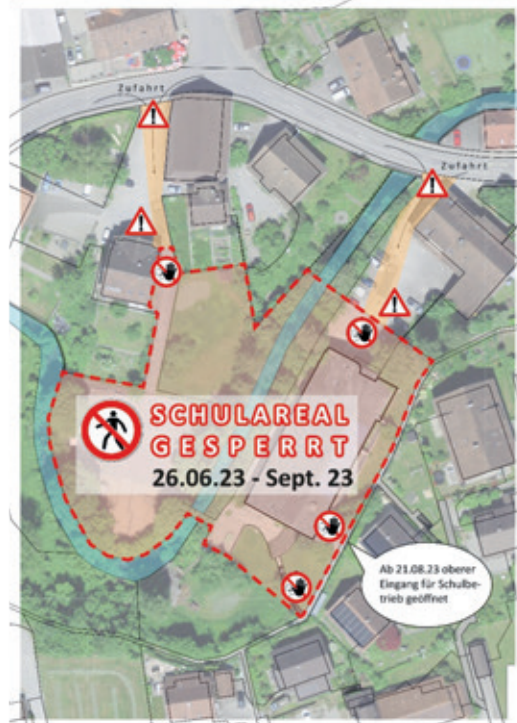 Zufahrt
Zufahrt
SCHULAREAL
GESPERRT
26.06.23 - Sept. 23
Ab 21.08.23 oberer
Eingang für Schulbe-
trieb geöffnet